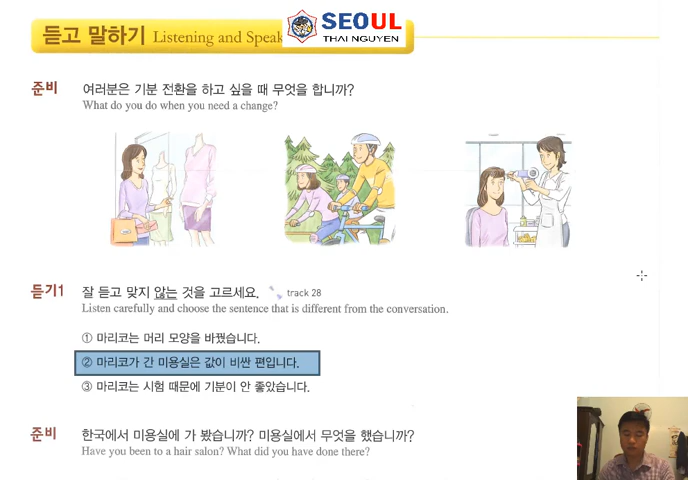 듣고 말하기 Listening and Speak
SEOUL
THAI NGUYEN
준비 여러분은 기분 전환을 하고 싶을 때 무엇을 합니까?
What do you do when you need a change?
듣기1 잘 듣고 맞지 않는 것을 고르세요. track 28
Listen carefully and choose the sentence that is different from the conversation.
① 마리코는 머리 모양을 바꿨습니다.
② 마리코가 간 미용실은 값이 비싼 편입니다.
③ 마리코는 시험 때문에 기분이 안 좋았습니다.
준비 한국에서 미용실에 가 봤습니까? 미용실에서 무엇을 했습니까?
Have you been to a hair salon? What did you have done there?